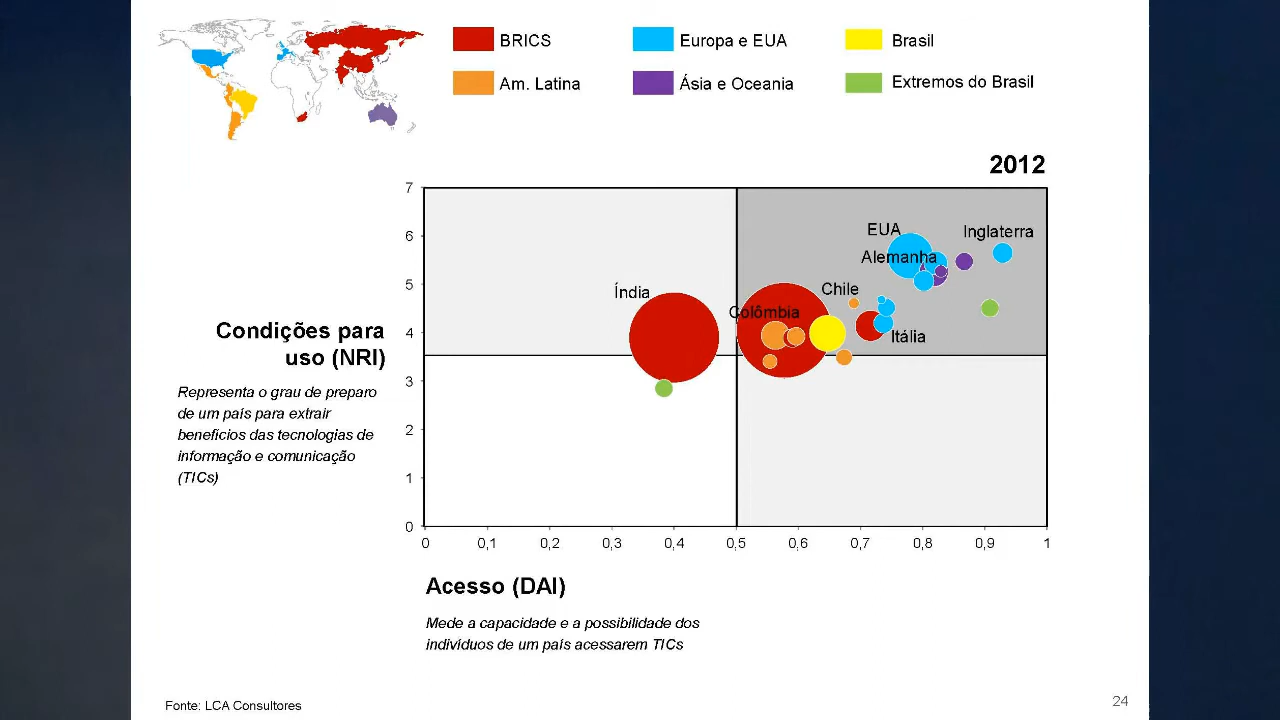 BRICS
Europa e EUA
Brasil
Am. Latina
Ásia e Oceania
Extremos do Brasil
2012
7
6
5
4
3
2
1
0
Condições para
uso (NRI)
Representa o grau de preparo
de um país para extrair
benefícios das tecnologias de
informação e comunicação
(TICs)
EUA
Inglaterra
Alemanha
Chile
Índia
Colômbia
Itália
0
0,1
0,2
0,3
0,4
0,5
0,6
0,7
0,8
0,9
1
Acesso (DAI)
Mede a capacidade e a possibilidade dos
indivíduos de um país acessarem TICs
Fonte: LCA Consultores
24